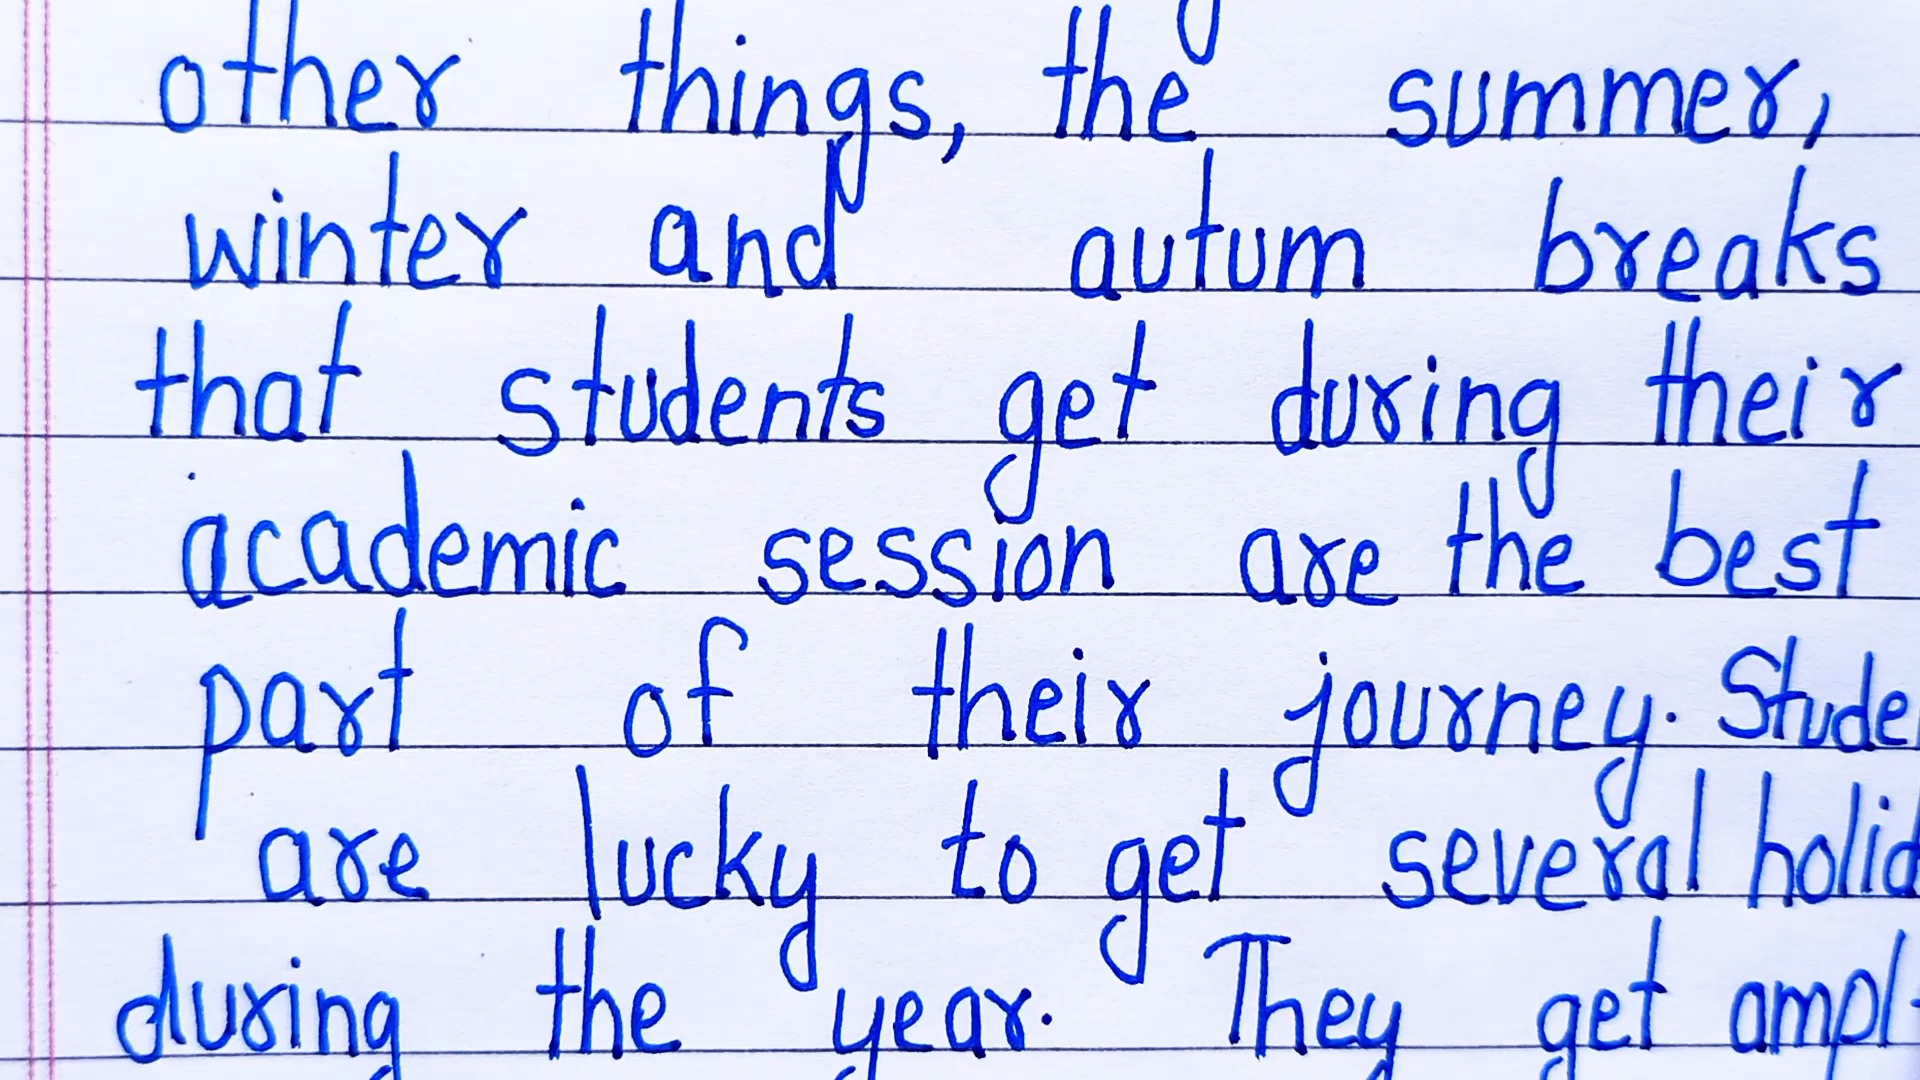 other things, the summer,
winter and autum breaks
that students get during their
academic session are the best
part of their journey. Stude
are lucky to get several holid
during the year. They get ampl